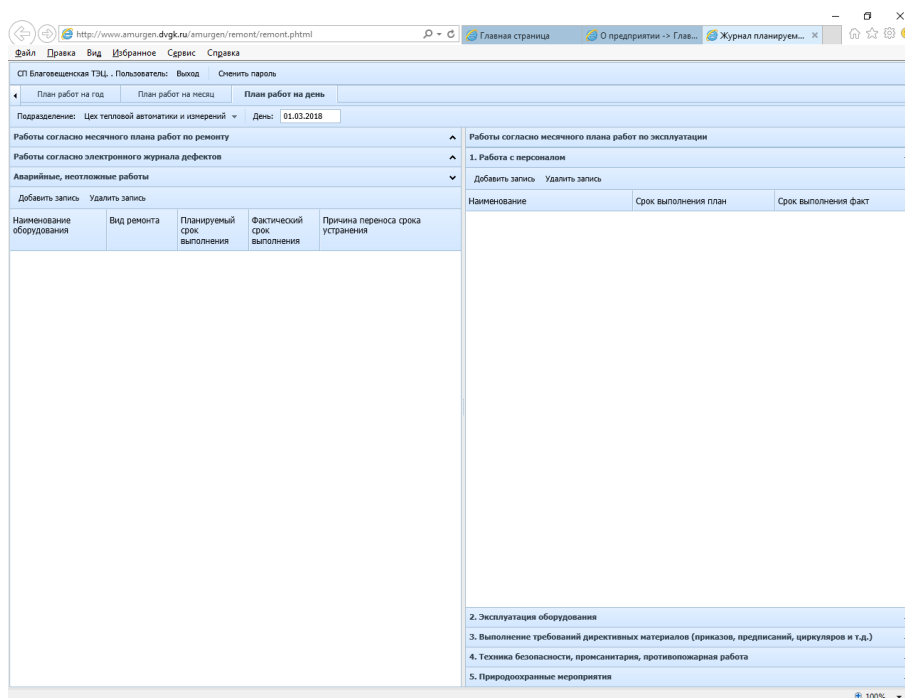 http://www.amurgen.dvgk.ru/amurgen/remont/remont.phtml
Главная страница
О предприятии -> Глав...
Журнал планируем...
Файл Правка Вид Избранное Сервис Справка
СП Благовещенская ТЭЦ. . Пользователь: Выход Сменить пароль
План работ на год План работ на месяц План работ на день
Подразделение: Цех тепловой автоматики и измерений День: 01.03.2018
Работы согласно месячного плана работ по ремонту
Работы согласно электронного журнала дефектов
Аварийные, неотложные работы
Добавить запись Удалить запись
Наименование оборудования
Вид ремонта
Планируемый срок выполнения
Фактический срок выполнения
Причина переноса срока устранения
Работы согласно месячного плана работ по эксплуатации
1. Работа с персоналом
Добавить запись Удалить запись
Наименование Срок выполнения план Срок выполнения факт
2. Эксплуатация оборудования
3. Выполнение требований директивных материалов (приказов, предписаний, циркуляров и т.д.)
4. Техника безопасности, промсанитария, противопожарная работа
5. Природоохранные мероприятия
100%